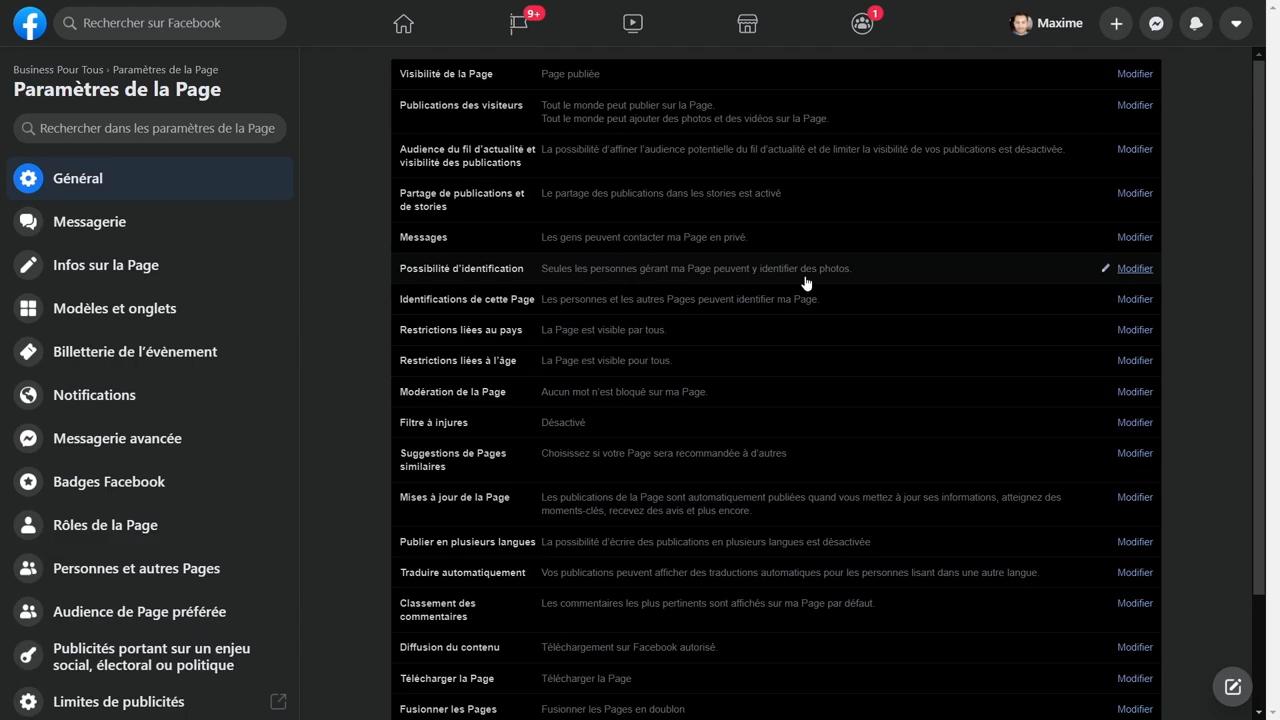 Rechercher sur Facebook
9+
1
Maxime
Business Pour Tous › Paramètres de la Page
Paramètres de la Page
Rechercher dans les paramètres de la Page
Général
Messagerie
Infos sur la Page
Modèles et onglets
Billetterie de l’évènement
Notifications
Messagerie avancée
Badges Facebook
Rôles de la Page
Personnes et autres Pages
Audience de Page préférée
Publicités portant sur un enjeu
social, électoral ou politique
Limites de publicités
Visibilité de la Page Page publiée Modifier
Publications des visiteurs Tout le monde peut publier sur la Page. Modifier
Tout le monde peut ajouter des photos et des vidéos sur la Page.
Audience du fil d’actualité et La possibilité d’affiner l’audience potentielle du fil d’actualité et de limiter la visibilité de vos publications est désactivée. Modifier
visibilité des publications
Partage de publications et Le partage des publications dans les stories est activé Modifier
de stories
Messages Les gens peuvent contacter ma Page en privé. Modifier
Possibilité d’identification Seules les personnes gérant ma Page peuvent y identifier des photos. Modifier
Identifications de cette Page Les personnes et les autres Pages peuvent identifier ma Page. Modifier
Restrictions liées au pays La Page est visible par tous. Modifier
Restrictions liées à l’âge La Page est visible pour tous. Modifier
Modération de la Page Aucun mot n’est bloqué sur ma Page. Modifier
Filtre à injures Désactivé Modifier
Suggestions de Pages Choisissez si votre Page sera recommandée à d’autres Modifier
similaires
Mises à jour de la Page Les publications de la Page sont automatiquement publiées quand vous mettez à jour ses informations, atteignez des Modifier
moments-clés, recevez des avis et plus encore.
Publier en plusieurs langues La possibilité d’écrire des publications en plusieurs langues est désactivée Modifier
Traduire automatiquement Vos publications peuvent afficher des traductions automatiques pour les personnes lisant dans une autre langue. Modifier
Classement des Les commentaires les plus pertinents sont affichés sur ma Page par défaut. Modifier
commentaires
Diffusion du contenu Téléchargement sur Facebook autorisé. Modifier
Télécharger la Page Télécharger la Page Modifier
Fusionner les Pages Fusionner les Pages en doublon Modifier